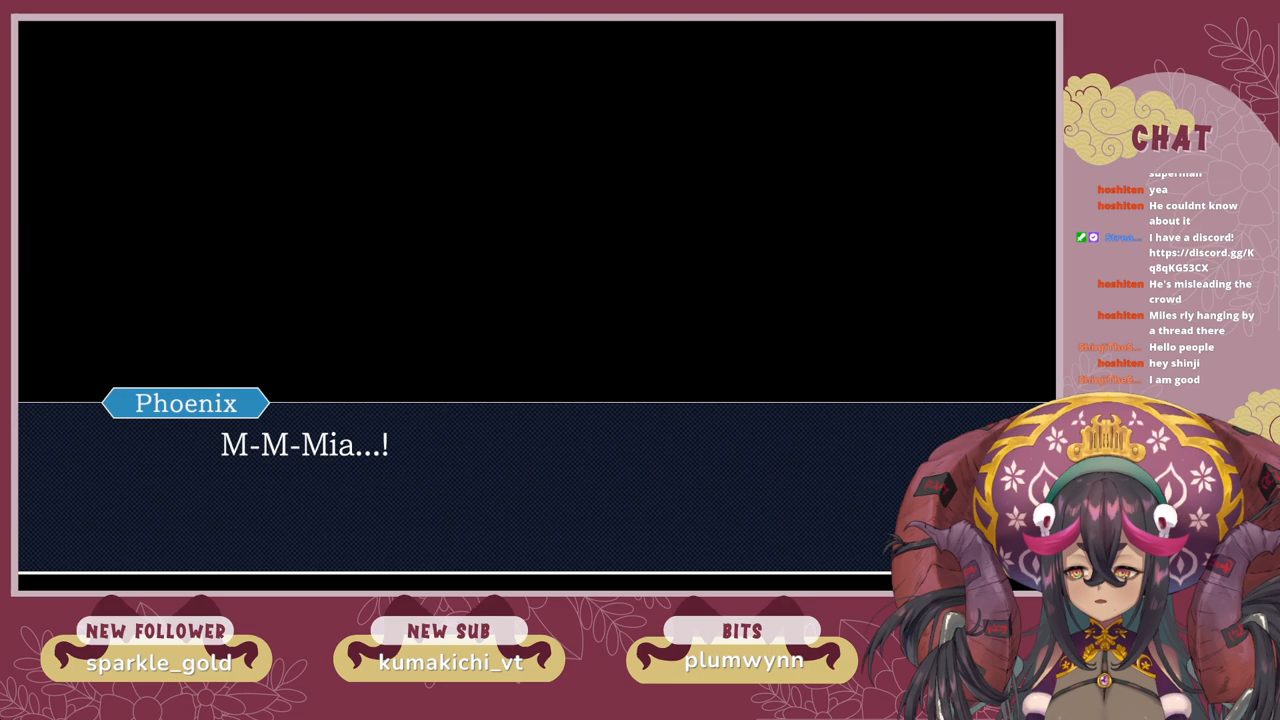 CHAT
hoshiten yea
hoshiten He couldnt know
about it
I have a discord!
https://discord.gg/K
q8qKG53CX
hoshiten He's misleading the
crowd
hoshiten Miles rly hanging by
a thread there
Hello people
hoshiten hey shinji
I am good
Phoenix
M-M-Mia...!
NEW FOLLOWER
sparkle_gold
NEW SUB
kumakichi_vt
BITS
plumwynn